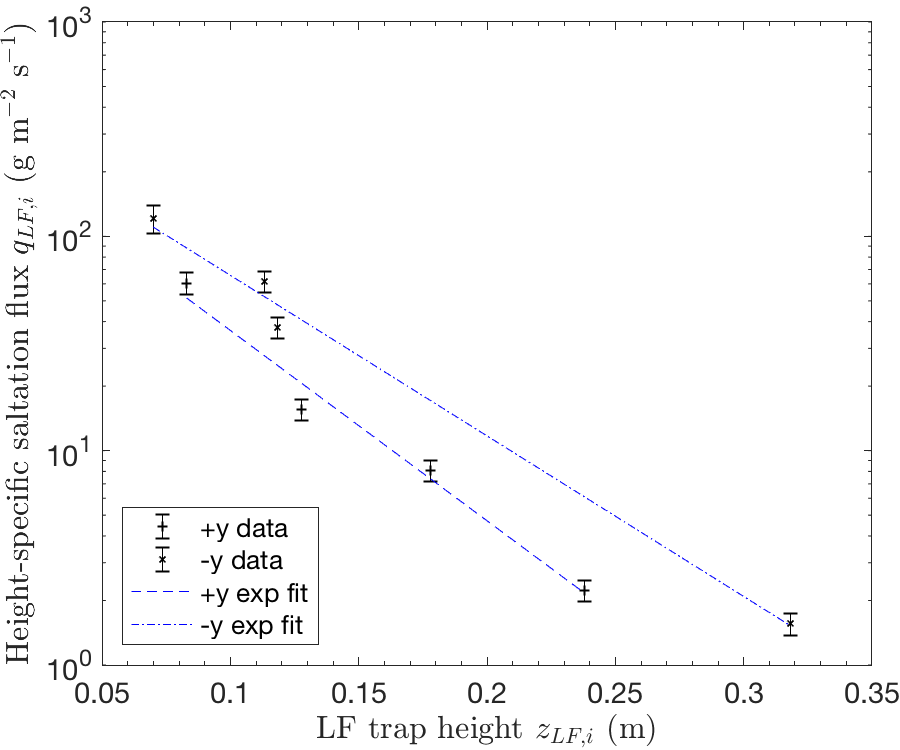 Height-specific saltation flux q_{LF,i} (g m^{-2} s^{-1})
10^3
10^2
10^1
10^0
+y data
-y data
+y exp fit
-y exp fit
0.05 0.1 0.15 0.2 0.25 0.3 0.35
LF trap height z_{LF,i} (m)